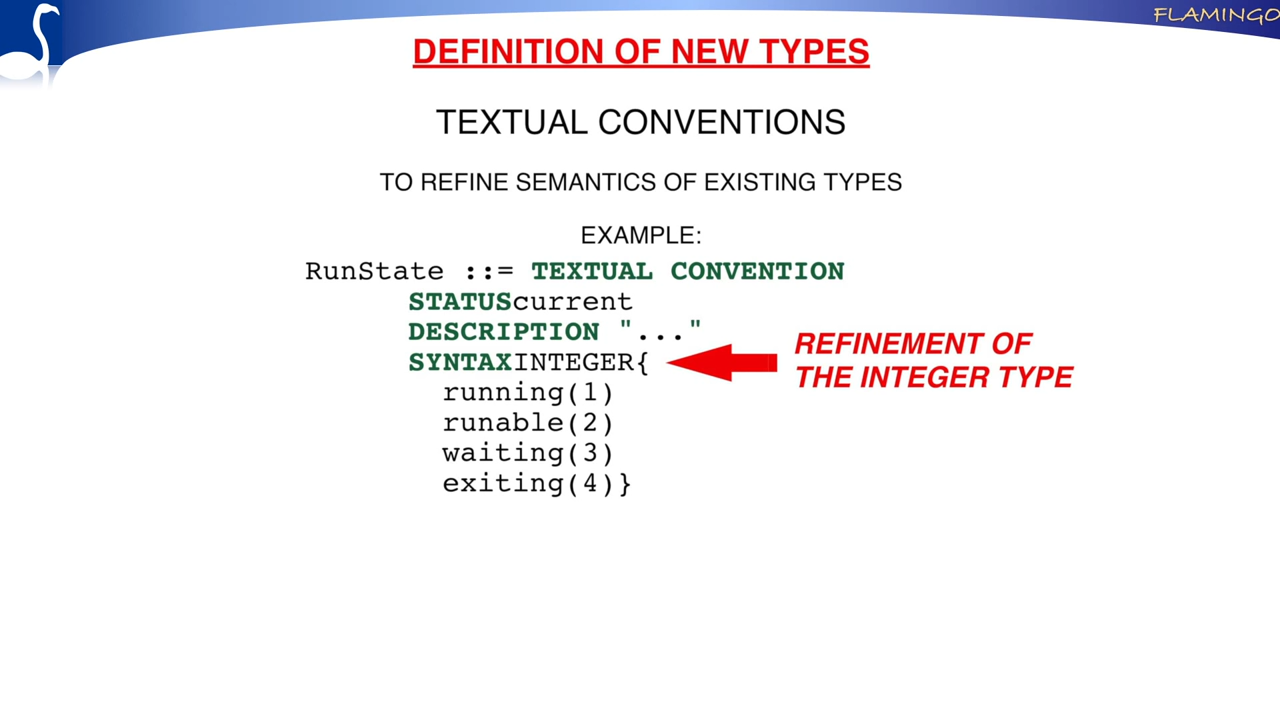 FLAMINGO
DEFINITION OF NEW TYPES
TEXTUAL CONVENTIONS
TO REFINE SEMANTICS OF EXISTING TYPES
EXAMPLE:
RunState ::= TEXTUAL CONVENTION
STATUScurrent
DESCRIPTION "..."
SYNTAXINTEGER{
running(1)
runable(2)
waiting(3)
exiting(4)}
REFINEMENT OF
THE INTEGER TYPE